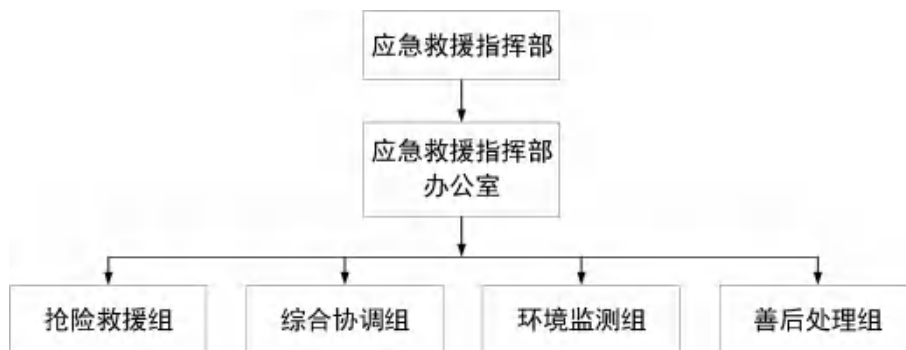 应急救援指挥部
应急救援指挥部
办公室
抢险救援组
综合协调组
环境监测组
善后处理组